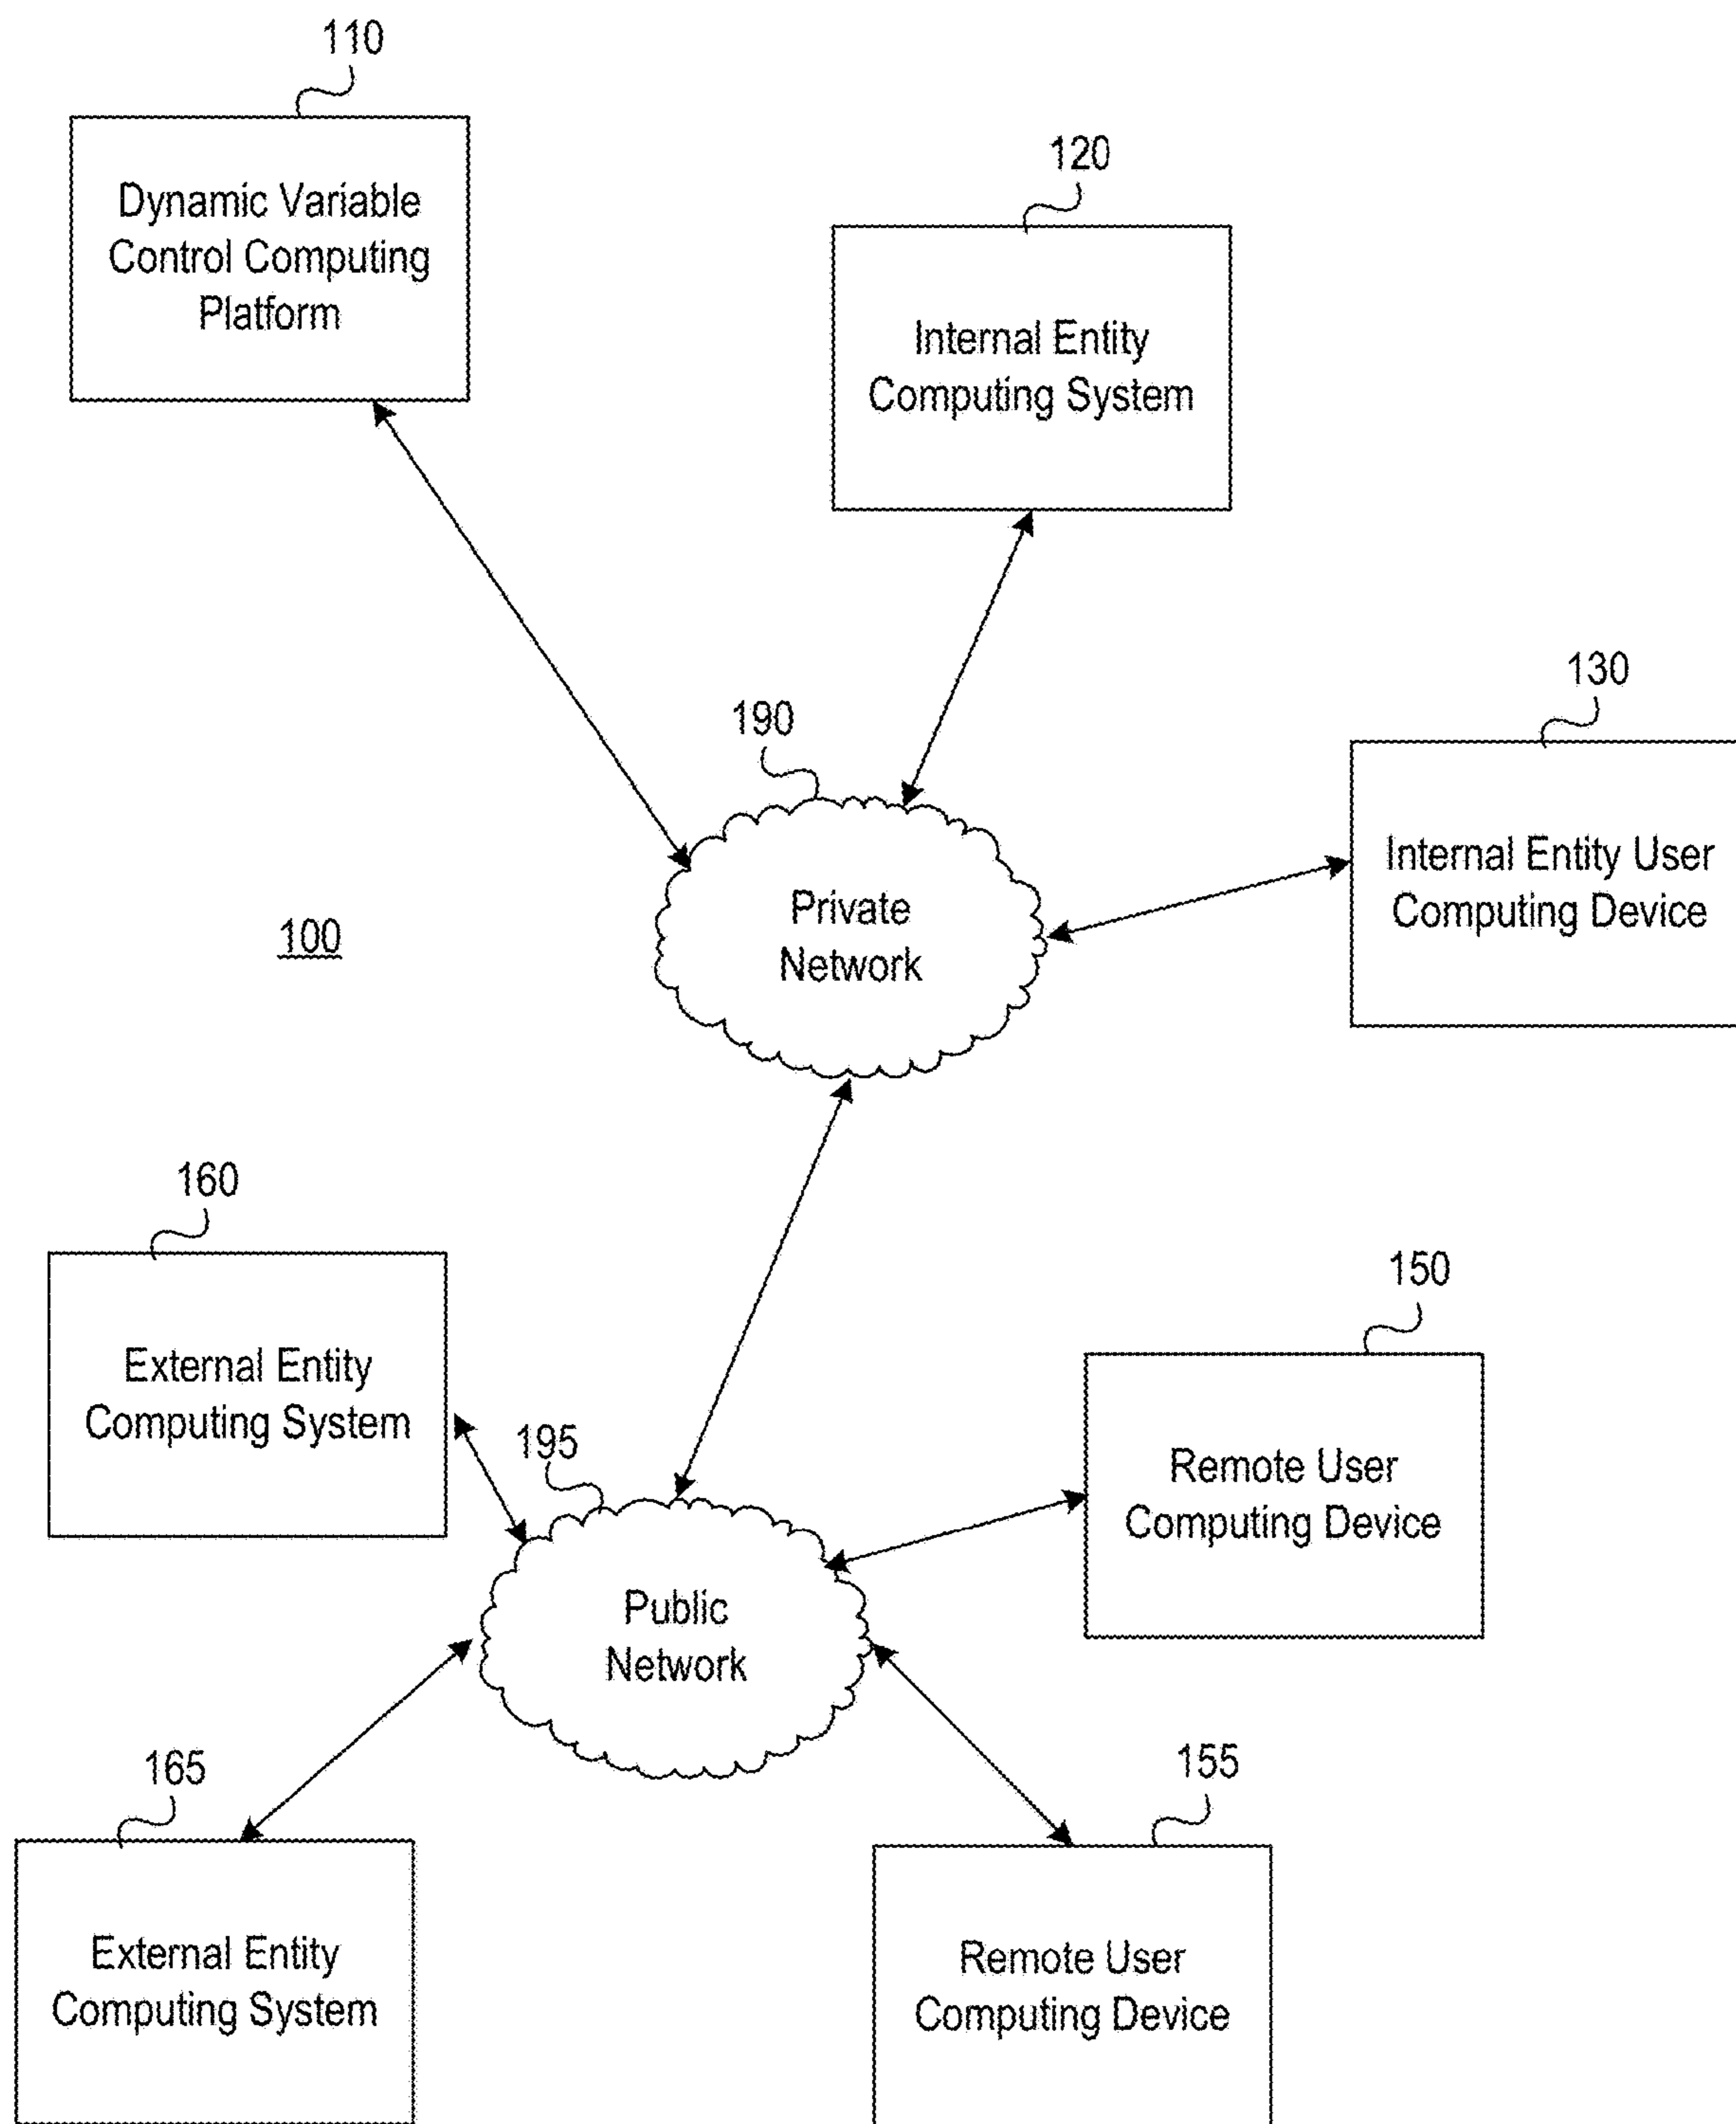 110
Dynamic Variable
Control Computing
Platform
120
Internal Entity
Computing System
130
Internal Entity User
Computing Device
190
Private
Network
100
160
External Entity
Computing System
150
Remote User
Computing Device
195
Public
Network
165
External Entity
Computing System
155
Remote User
Computing Device